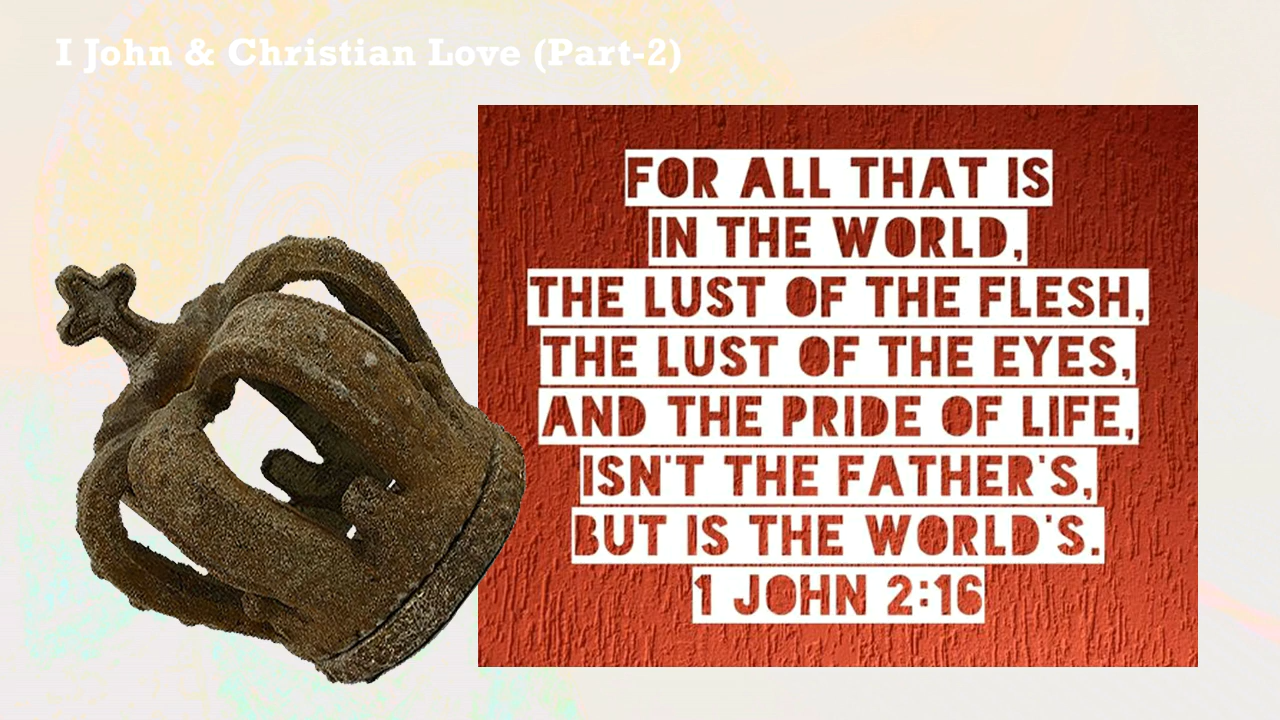 I John & Christian Love (Part-2)
FOR ALL THAT IS
IN THE WORLD,
THE LUST OF THE FLESH,
THE LUST OF THE EYES,
AND THE PRIDE OF LIFE,
ISN'T THE FATHER'S,
BUT IS THE WORLD'S.
1 JOHN 2:16